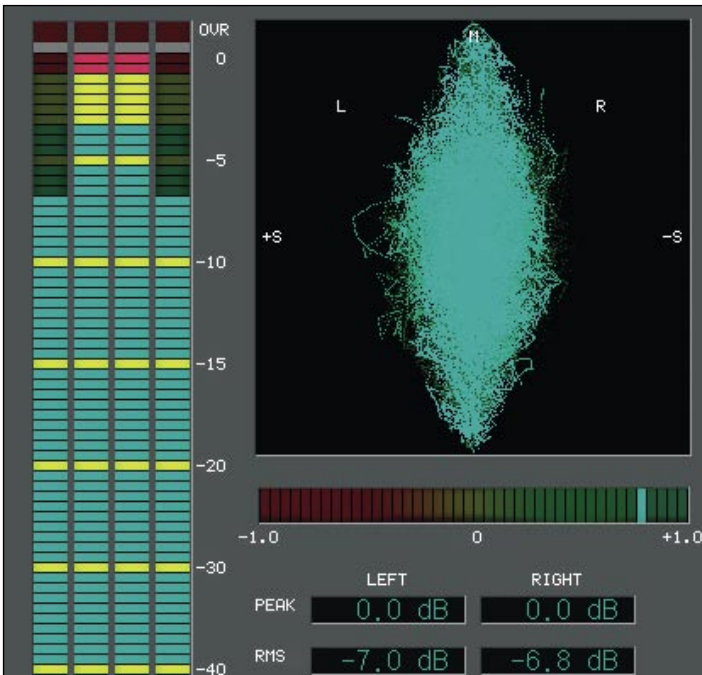 OVR
0
-5
-10
-15
-20
-30
-40
M
L R
+S -S
-1.0 0 +1.0
LEFT RIGHT
PEAK 0.0 dB 0.0 dB
RMS -7.0 dB -6.8 dB